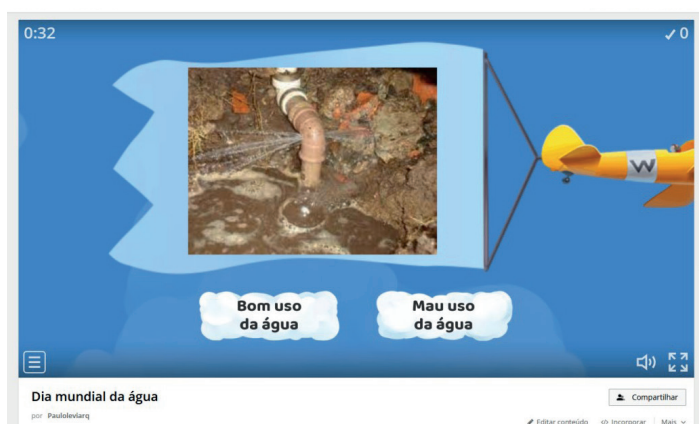 0:32
✓ 0
W
Bom uso
da água
Mau uso
da água
Dia mundial da água
Compartilhar
por Pauloleviarq
Editar conteúdo
</> Incorporar
Mais